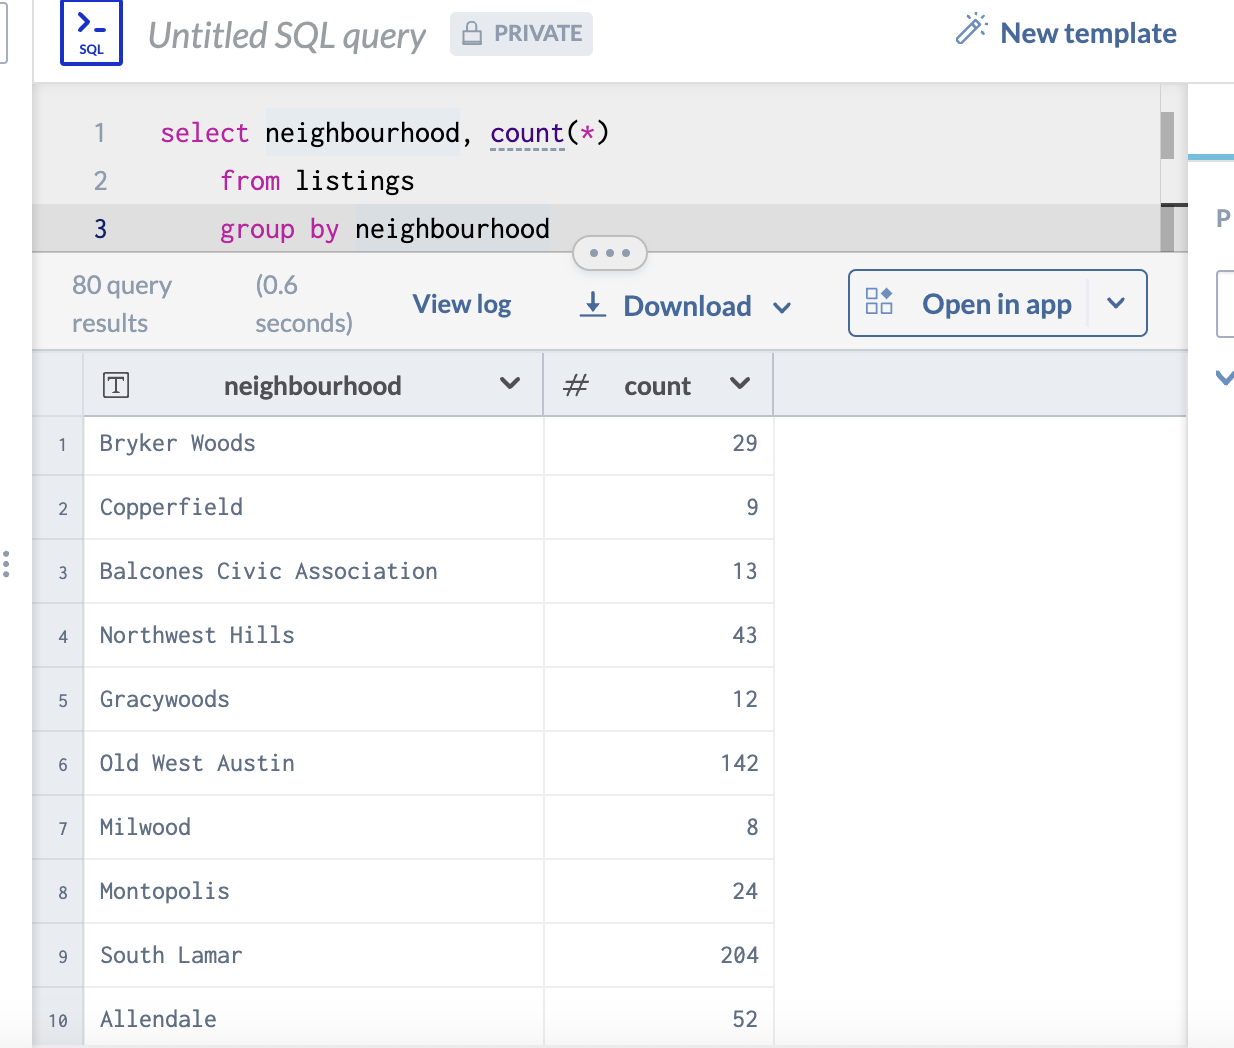 SQL
Untitled SQL query
PRIVATE
New template
1 select neighbourhood, count(*)
2 from listings
3 group by neighbourhood
P
80 query results
(0.6 seconds)
View log
Download
Open in app
neighbourhood # count
1 Bryker Woods 29
2 Copperfield 9
3 Balcones Civic Association 13
4 Northwest Hills 43
5 Gracywoods 12
6 Old West Austin 142
7 Milwood 8
8 Montopolis 24
9 South Lamar 204
10 Allendale 52